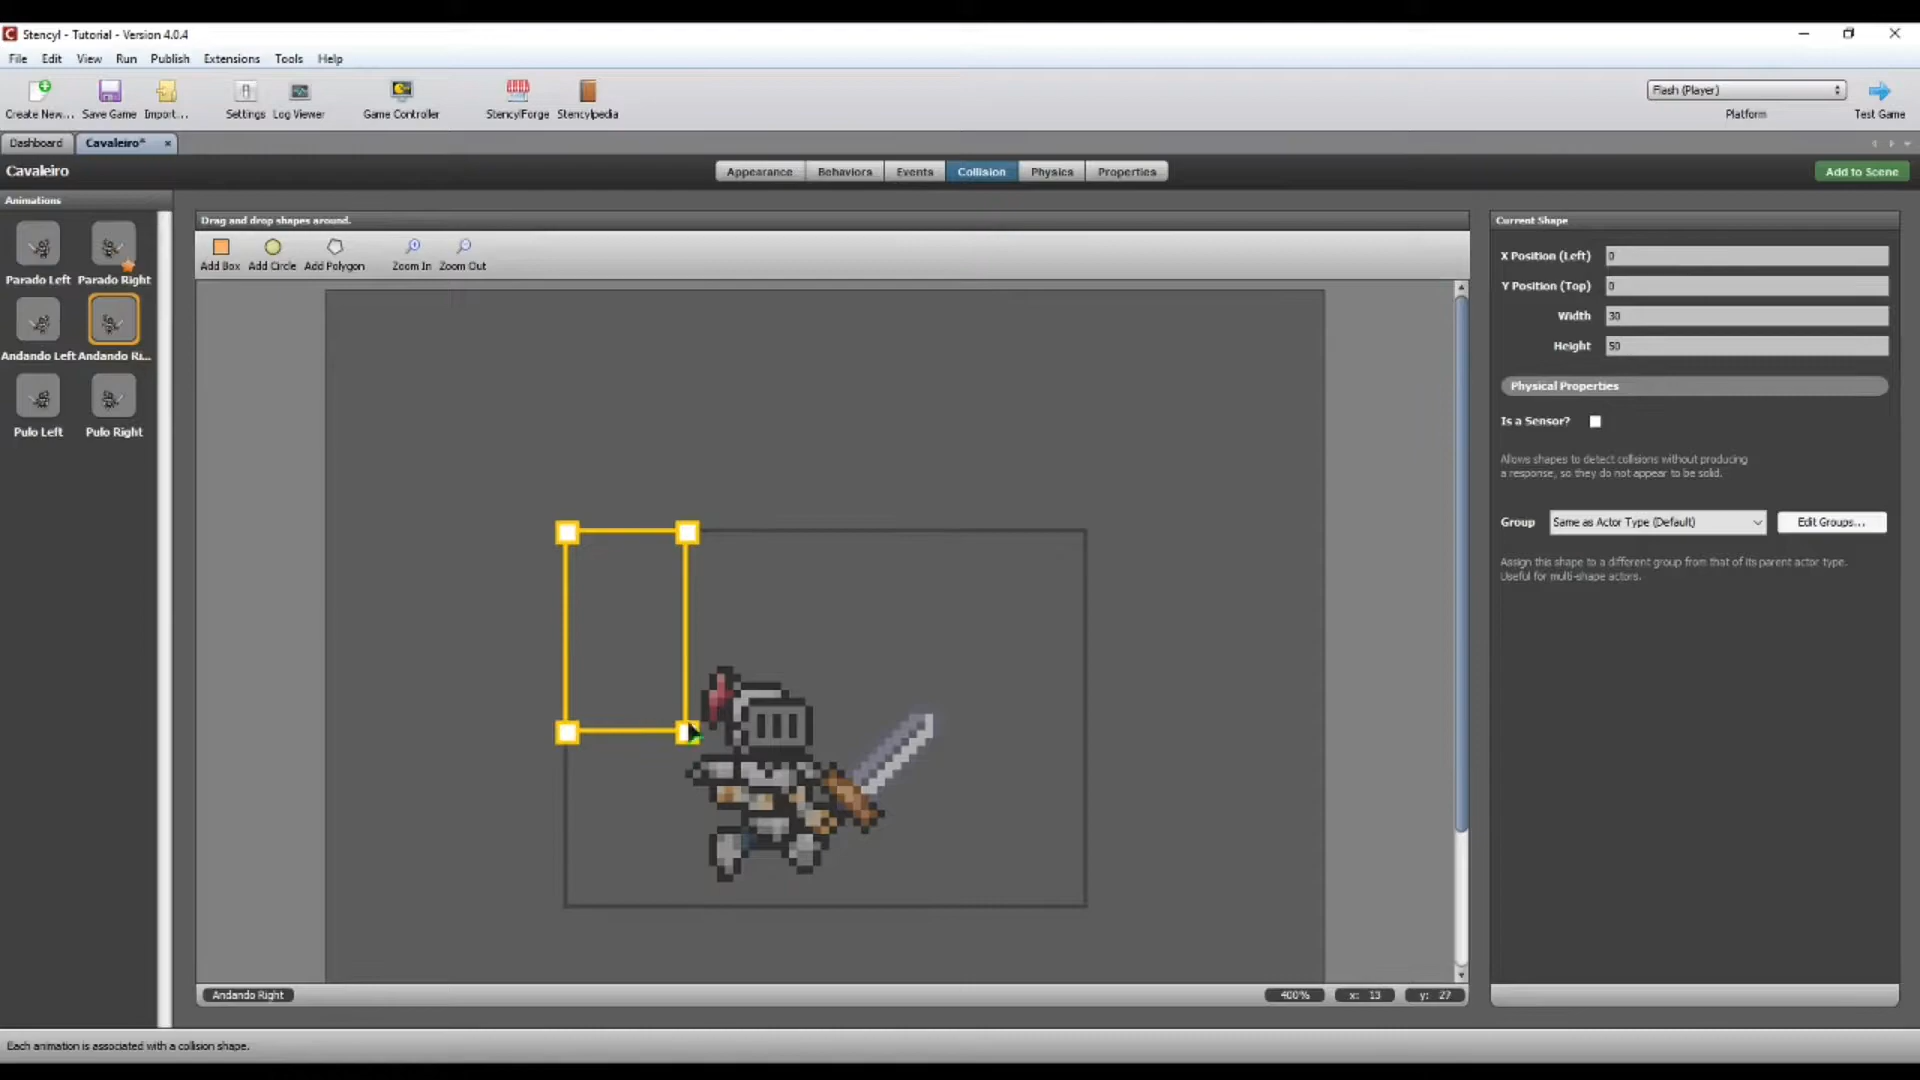 Stencyl - Tutorial - Version 4.0.4
File Edit View Run Publish Extensions Tools Help
Create New... Save Game Import... Settings Log Viewer Game Controller StencylForge Stencylpedia
Flash (Player)
Platform
Test Game
Dashboard Cavaleiro*
Cavaleiro
Appearance Behaviors Events Collision Physics Properties
Add to Scene
Animations
Parado Left Parado Right
Andando Left Andando Ri...
Pulo Left Pulo Right
Drag and drop shapes around.
Add Box Add Circle Add Polygon Zoom In Zoom Out
Andando Right
400% x: 13 y: 27
Current Shape
X Position (Left) 0
Y Position (Top) 0
Width 30
Height 50
Physical Properties
Is a Sensor?
Allows shapes to detect collisions without producing
a response, so they do not appear to be solid.
Group Same as Actor Type (Default) Edit Groups...
Assign this shape to a different group from that of its parent actor type.
Useful for multi-shape actors.
Each animation is associated with a collision shape.